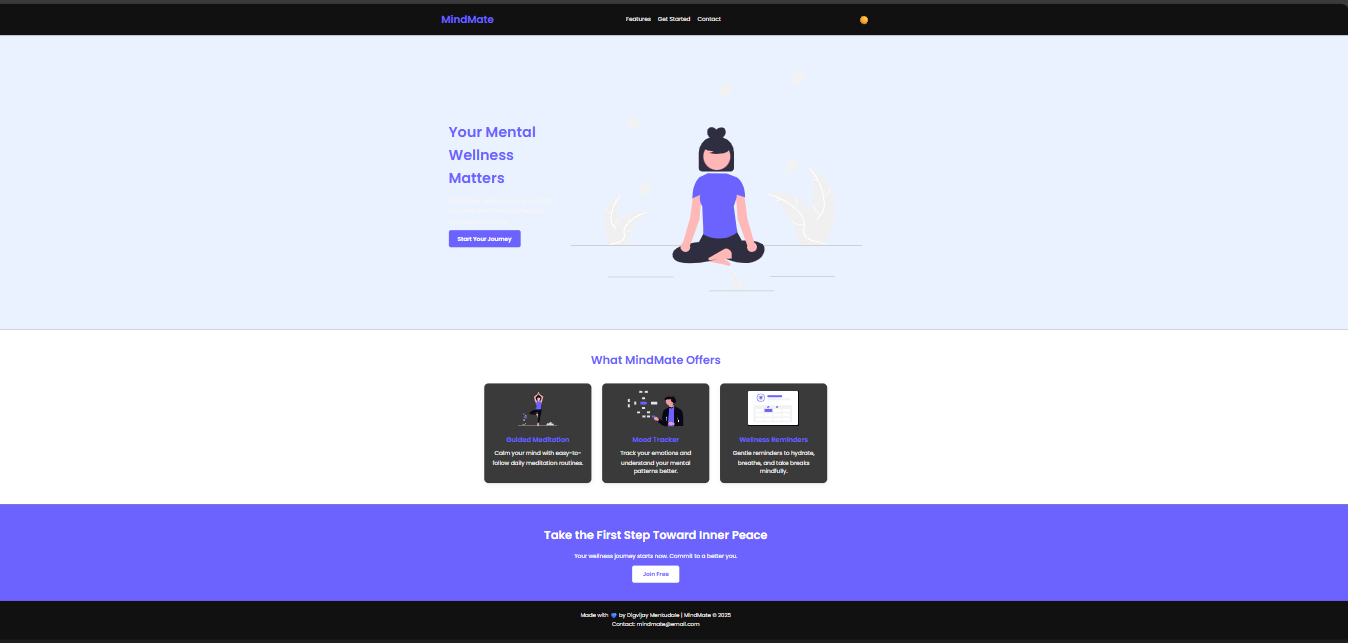 MindMate
Features Get Started Contact
Your Mental
Wellness
Matters
Start Your Journey
What MindMate Offers
Guided Meditation
Calm your mind with easy-to-
follow daily meditation routines.
Mood Tracker
Track your emotions and
understand your mental
patterns better.
Wellness Reminders
Gentle reminders to hydrate,
breathe, and take breaks
mindfully.
Take the First Step Toward Inner Peace
Your wellness journey starts now. Commit to a better you.
Join Free
Made with 💙 by Digvijay Mentudale | MindMate © 2025
Contact: mindmate@email.com